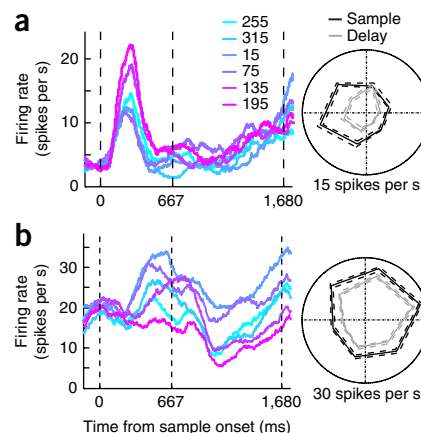 a
Firing rate
(spikes per s)
20
10
0
0
667
1,680
255
315
15
75
135
195
Sample
Delay
15 spikes per s
b
Firing rate
(spikes per s)
30
20
10
0
0
667
1,680
Time from sample onset (ms)
30 spikes per s